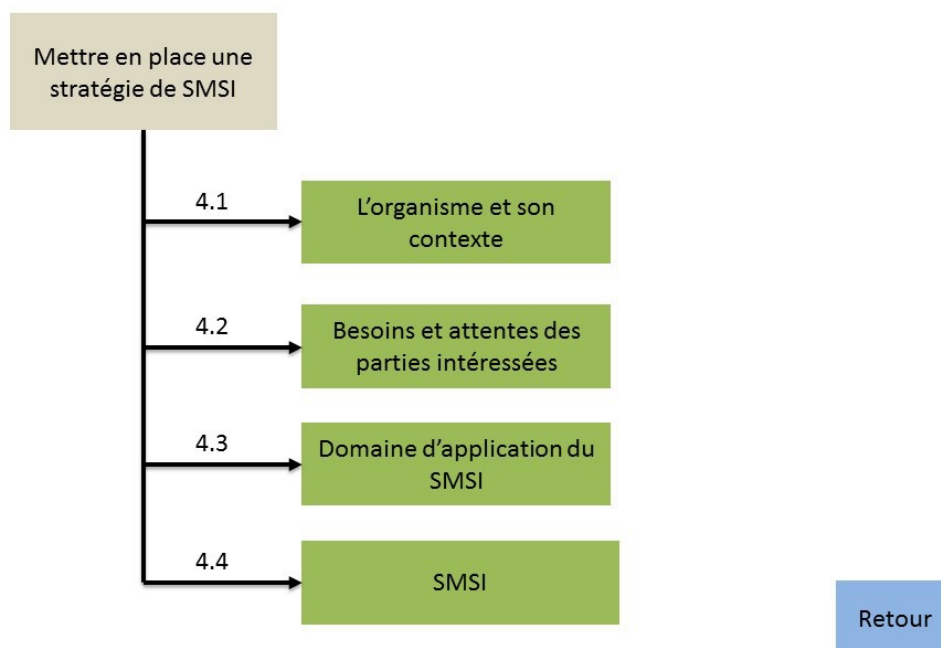 Mettre en place une
stratégie de SMSI
4.1
L’organisme et son
contexte
4.2
Besoins et attentes des
parties intéressées
4.3
Domaine d’application du
SMSI
4.4
SMSI
Retour